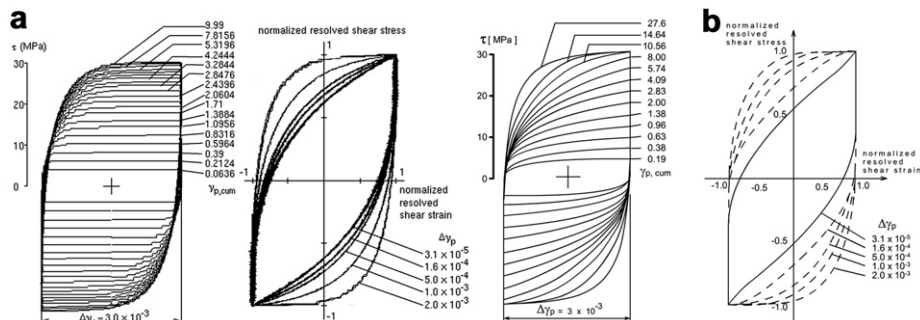 a
τ (MPa)
30
20
10
0
9.99
7.8156
5.3196
4.2444
3.2844
2.8476
2.4396
2.0604
1.71
1.3884
1.0956
0.8316
0.5964
0.39
0.2124
0.0636
γp,cum
Δγ = 3.0 × 10⁻³
normalized resolved shear stress
1
-1
1
-1
normalized
resolved
shear strain
Δγp
3.1 × 10⁻⁵
1.6 × 10⁻⁴
5.0 × 10⁻⁴
1.0 × 10⁻³
2.0 × 10⁻³
τ [MPa]
30
20
10
0
27.6
14.64
10.56
8.00
5.74
4.09
2.83
2.00
1.38
0.96
0.63
0.38
0.19
γp, cum
Δγp = 3 × 10⁻³
b
normalized
resolved
shear stress
1.0
0.5
-1.0
-0.5
0.5
1.0
-0.5
-1.0
normalized
resolved
shear strain
Δγp
3.1 × 10⁻⁵
1.6 × 10⁻⁴
5.0 × 10⁻⁴
1.0 × 10⁻³
2.0 × 10⁻³